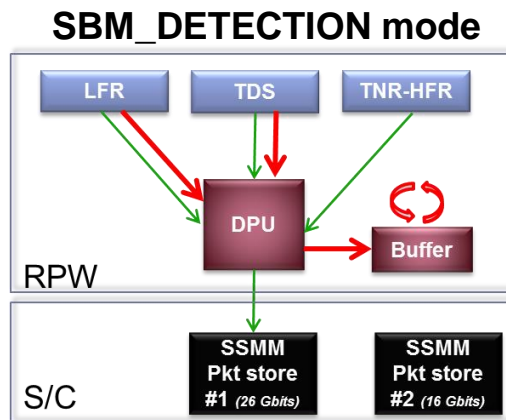 SBM_DETECTION mode
LFR
TDS
TNR-HFR
DPU
Buffer
RPW
SSMM
Pkt store
#1 (26 Gbits)
SSMM
Pkt store
#2 (16 Gbits)
S/C